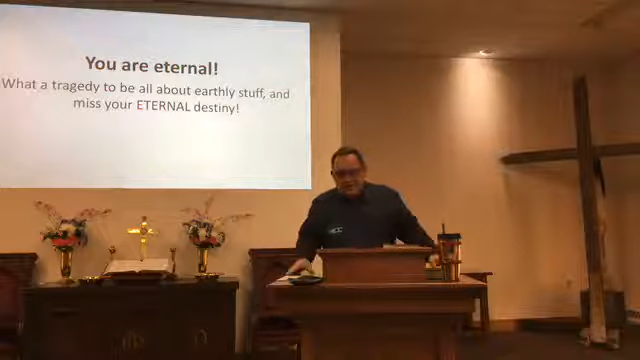 You are eternal!
What a tragedy to be all about earthly stuff, and
miss your ETERNAL destiny!